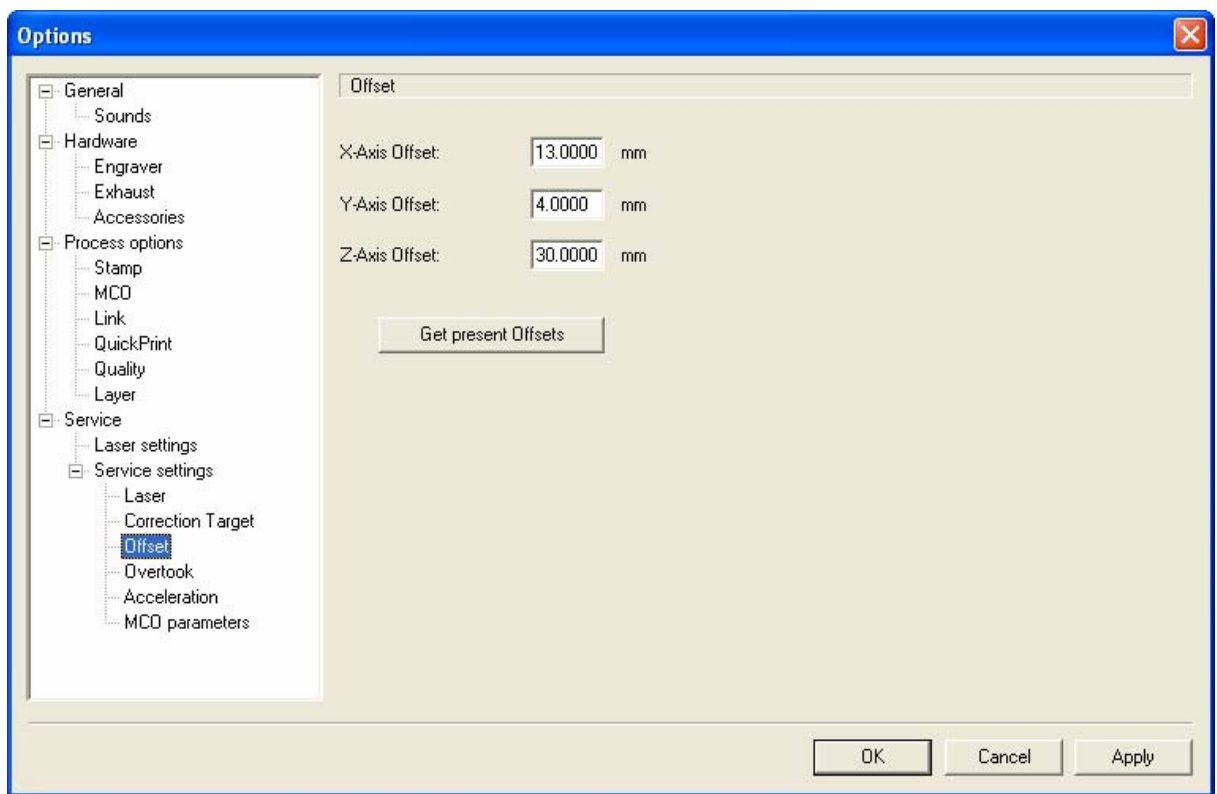 Options
General
Sounds
Hardware
Engraver
Exhaust
Accessories
Process options
Stamp
MCO
Link
QuickPrint
Quality
Layer
Service
Laser settings
Service settings
Laser
Correction Target
Offset
Overtook
Acceleration
MCO parameters
Offset
X-Axis Offset: 13.0000 mm
Y-Axis Offset: 4.0000 mm
Z-Axis Offset: 30.0000 mm
Get present Offsets
OK Cancel Apply